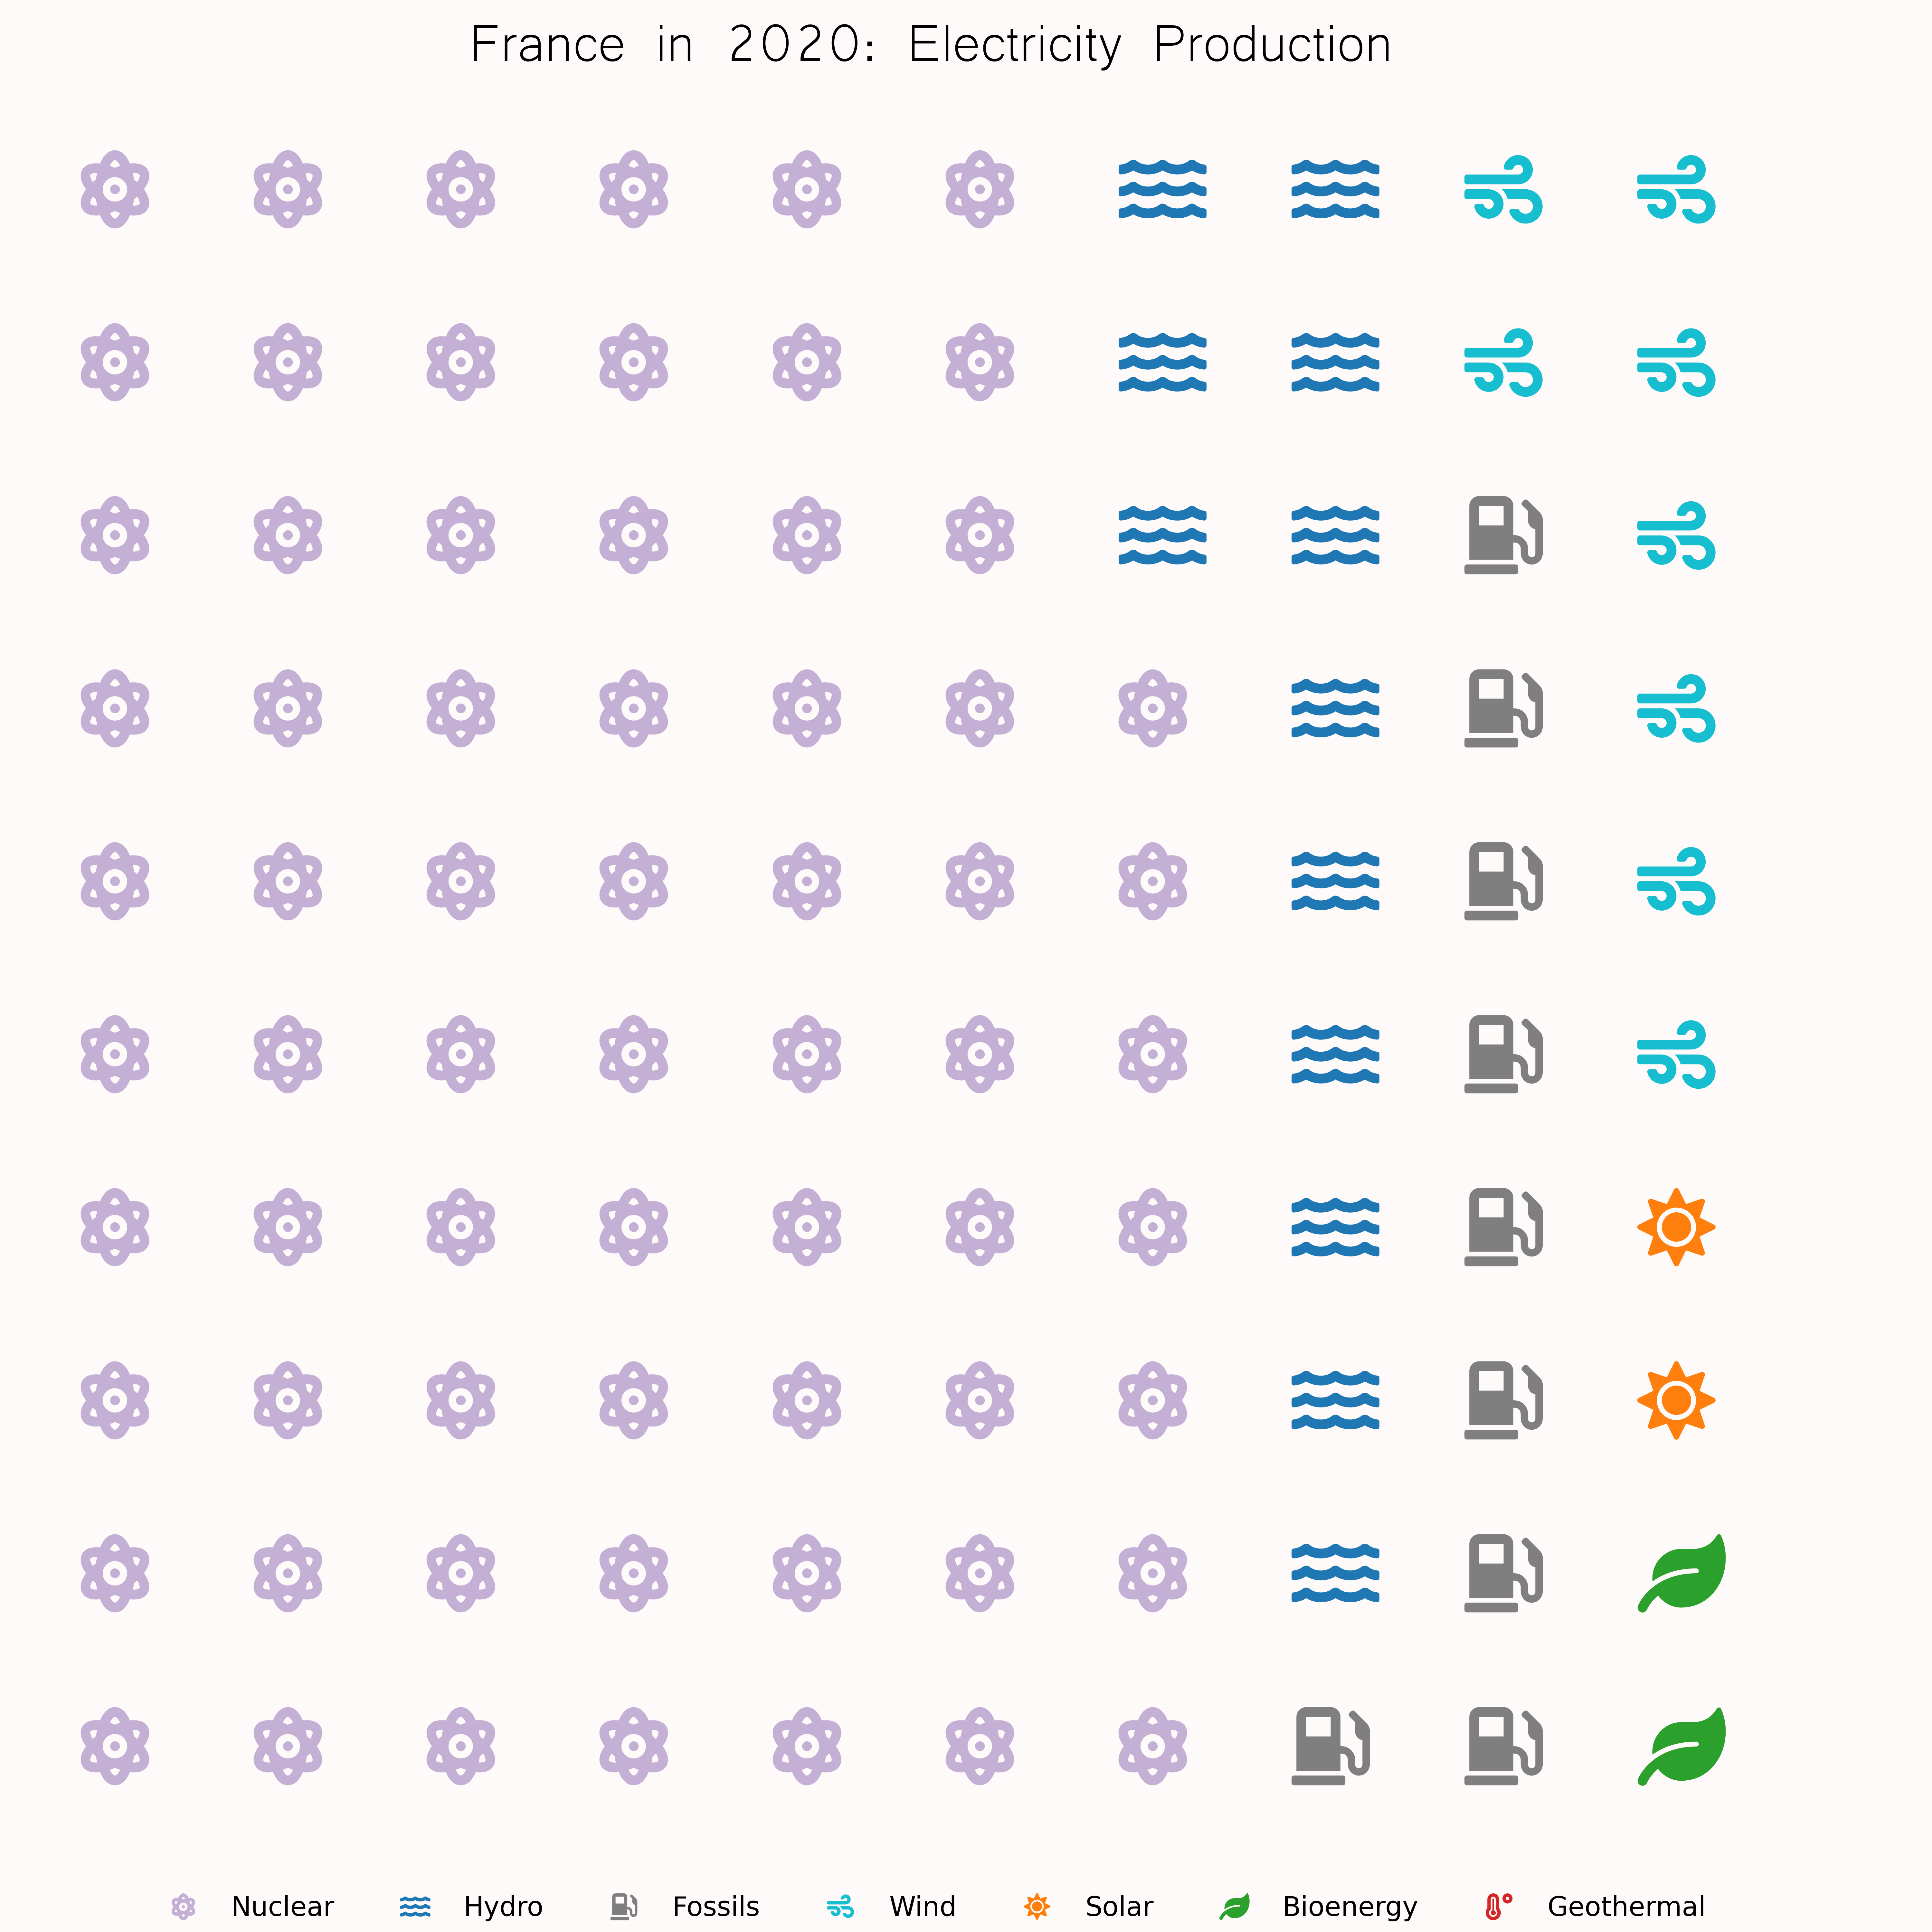 France in 2020: Electricity Production
Nuclear Hydro Fossils Wind Solar Bioenergy Geothermal